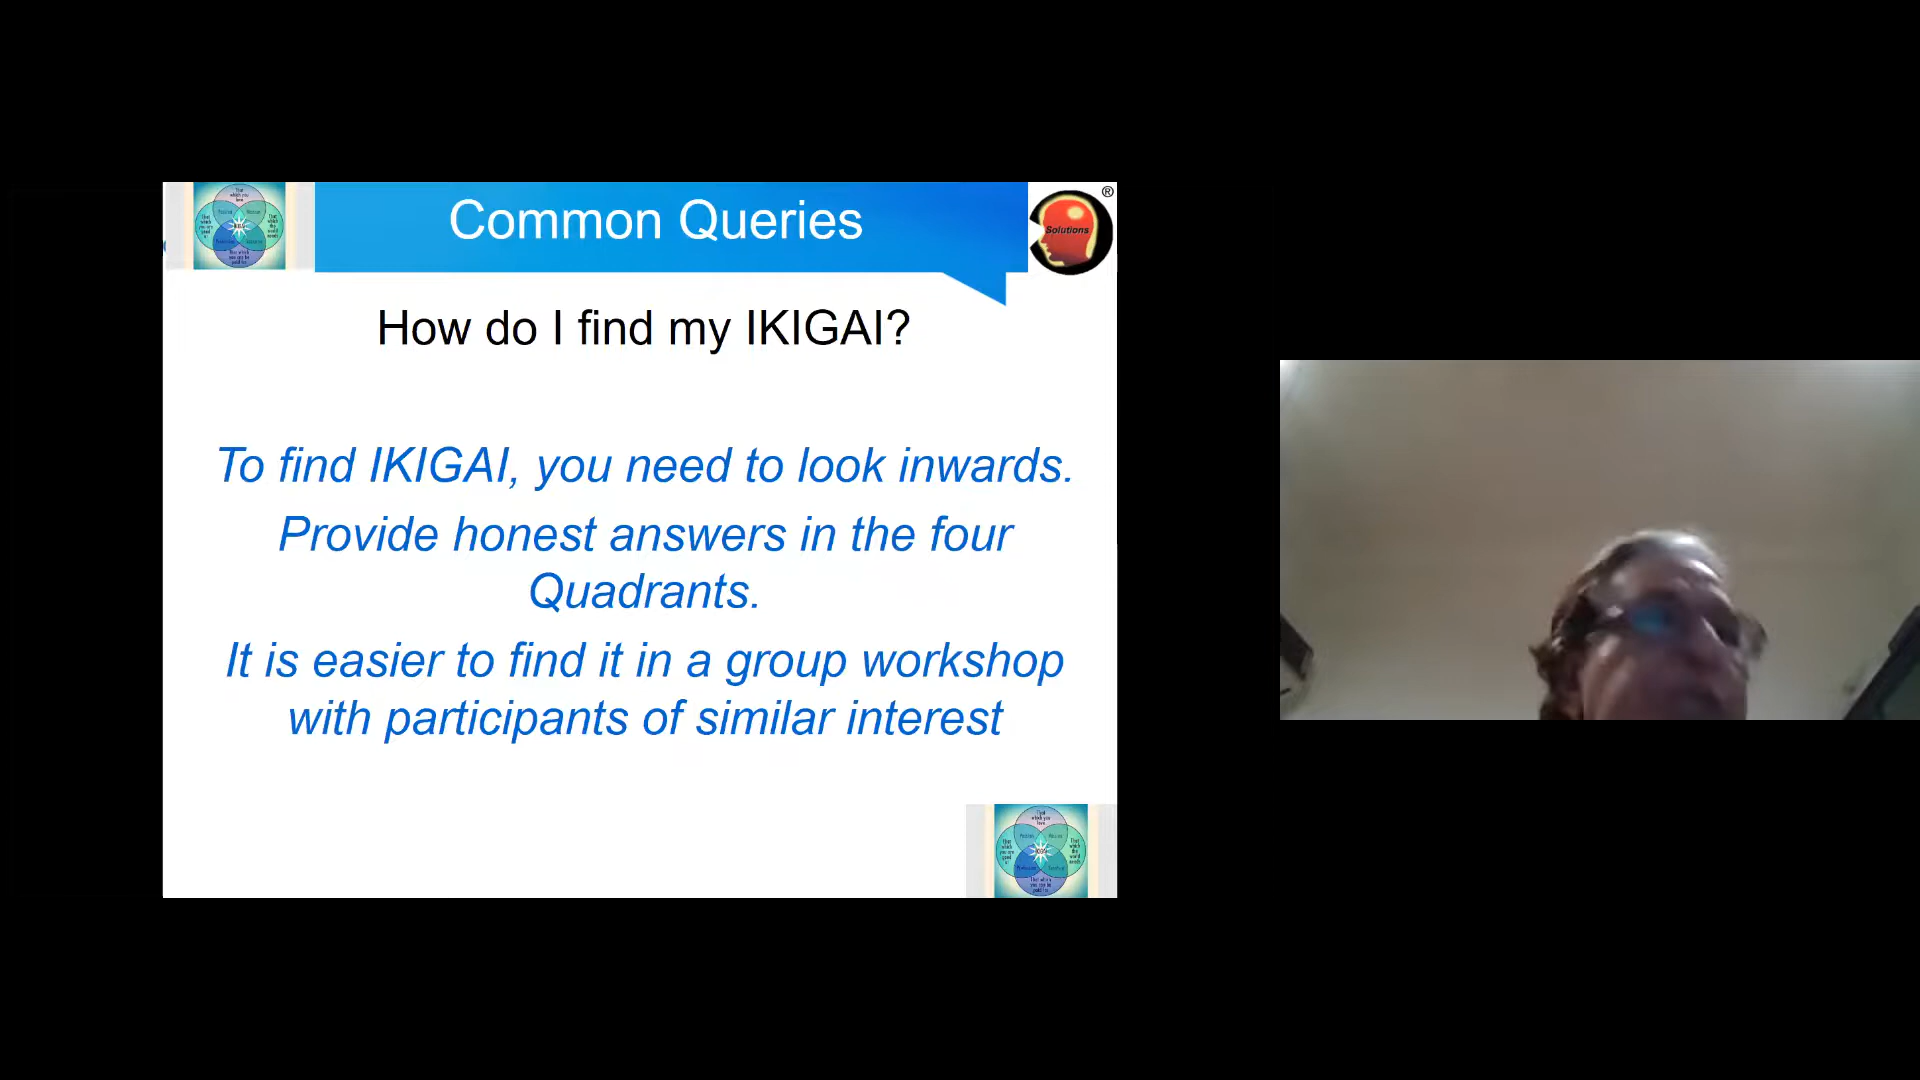 Common Queries
®
Solutions
How do I find my IKIGAI?
To find IKIGAI, you need to look inwards.
Provide honest answers in the four
Quadrants.
It is easier to find it in a group workshop
with participants of similar interest